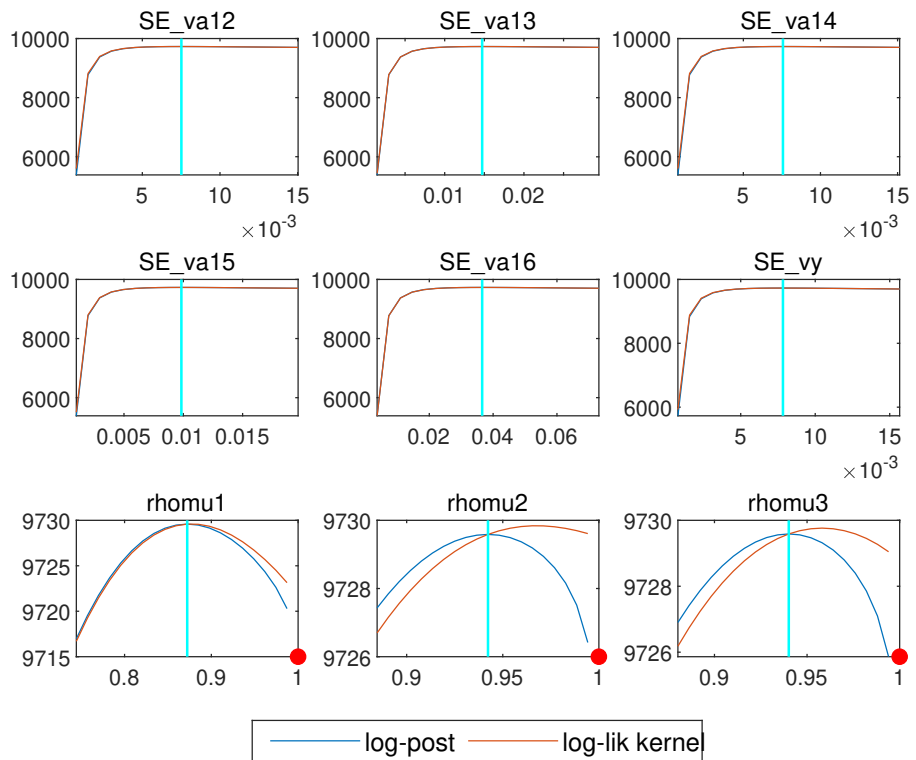 SE_va12 SE_va13 SE_va14
10000 10000 10000
8000 8000 8000
6000 6000 6000
5 10 15 0.01 0.02 5 10 15
×10-3 ×10-3
SE_va15 SE_va16 SE_vy
10000 10000 10000
8000 8000 8000
6000 6000 6000
0.005 0.01 0.015 0.02 0.04 0.06 5 10 15
×10-3
rhomu1 rhomu2 rhomu3
9730 9730 9730
9725 9728 9728
9720
9715 9726 9726
0.8 0.9 1 0.9 0.95 1 0.9 0.95 1
log-post log-lik kernel